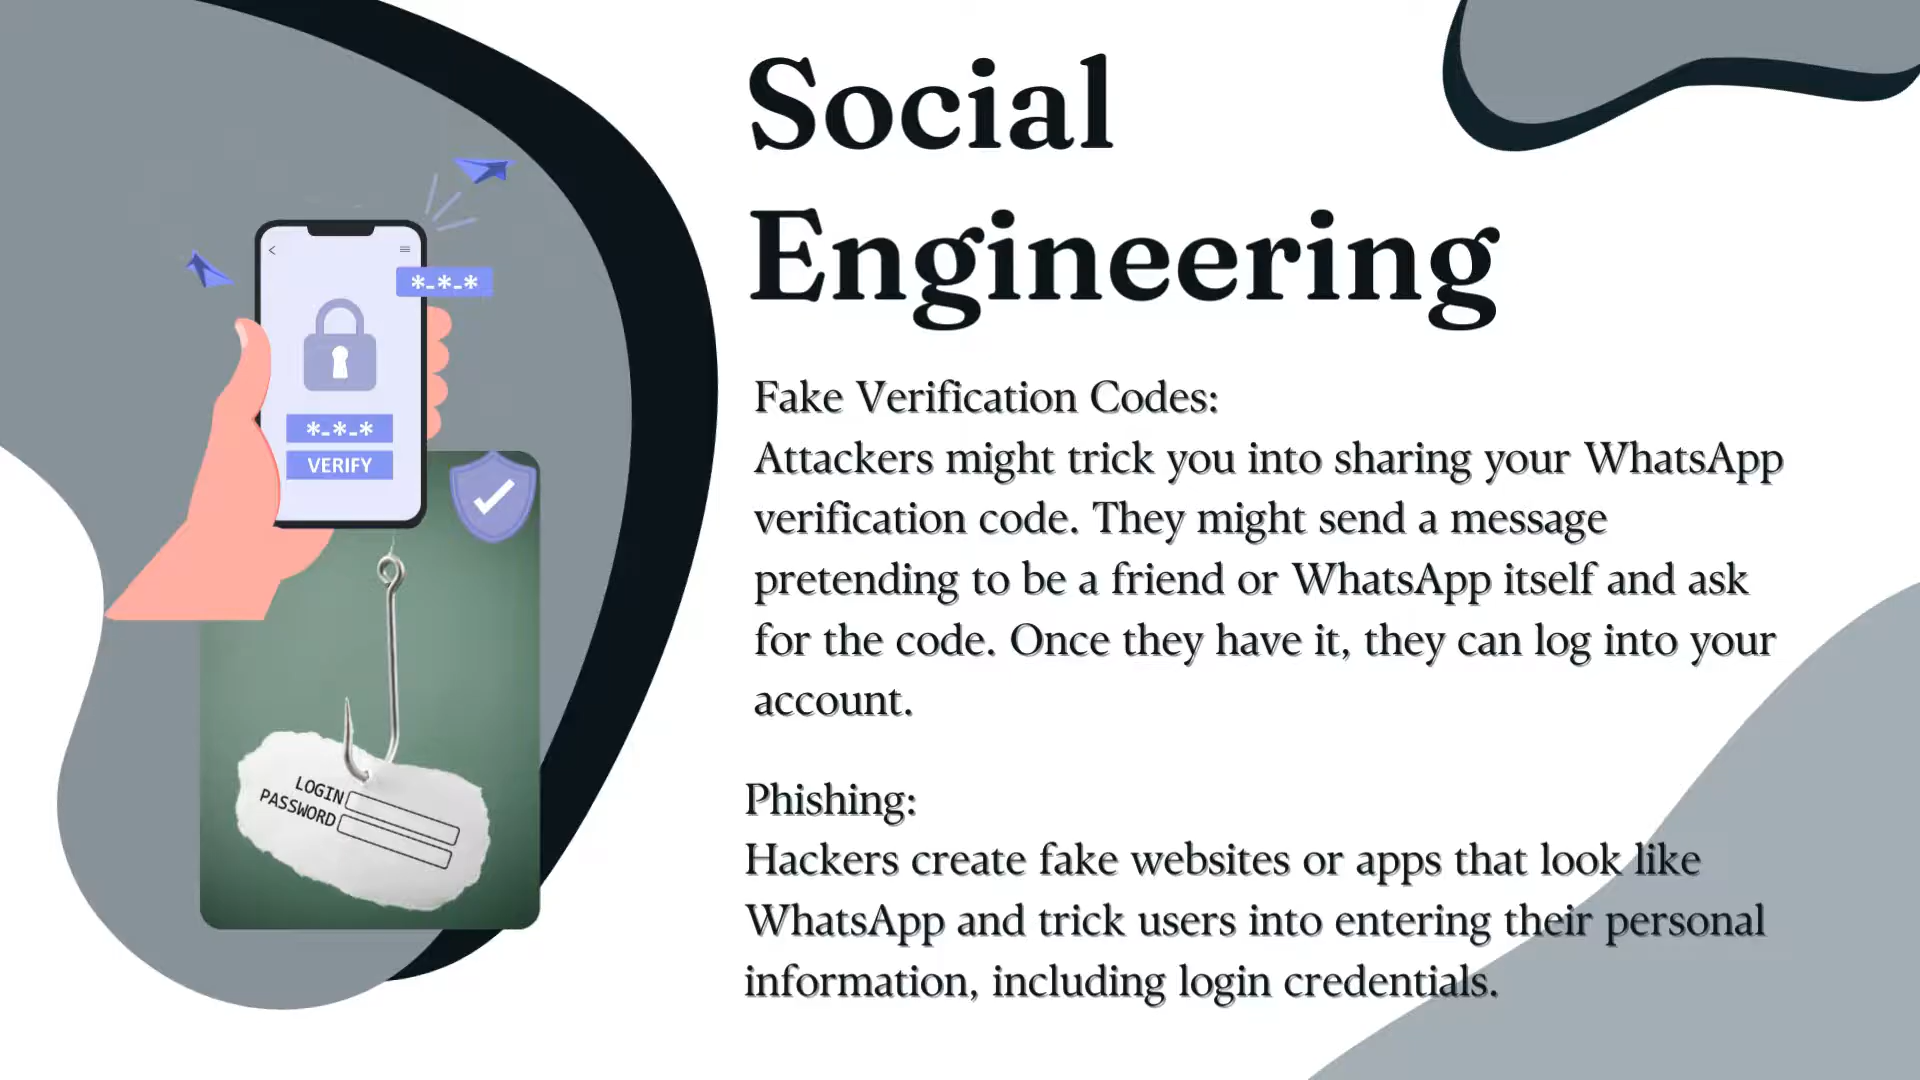 Social
Engineering
Fake Verification Codes:
Attackers might trick you into sharing your WhatsApp
verification code. They might send a message
pretending to be a friend or WhatsApp itself and ask
for the code. Once they have it, they can log into your
account.
Phishing:
Hackers create fake websites or apps that look like
WhatsApp and trick users into entering their personal
information, including login credentials.
*-*-*
*-*-*
VERIFY
LOGIN
PASSWORD